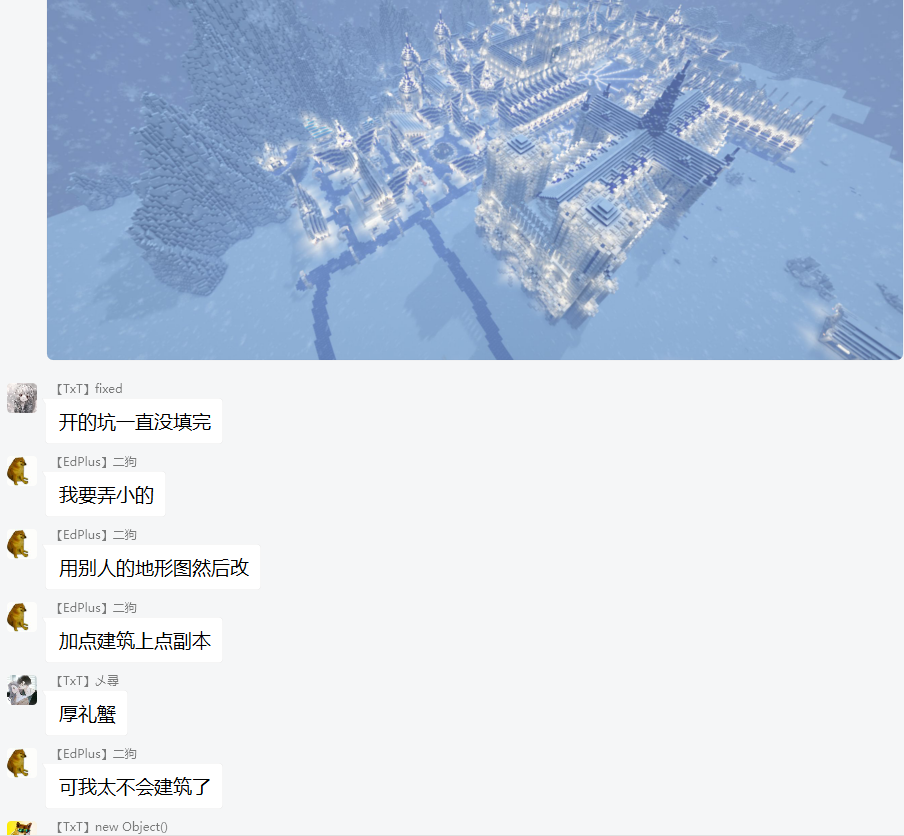 【TxT】fixed
开的坑一直没填完
【EdPlus】二狗
我要弄小的
【EdPlus】二狗
用别人的地形图然后改
【EdPlus】二狗
加点建筑上点副本
【TxT】乄尋
厚礼蟹
【EdPlus】二狗
可我太不会建筑了
【TxT】new Object()